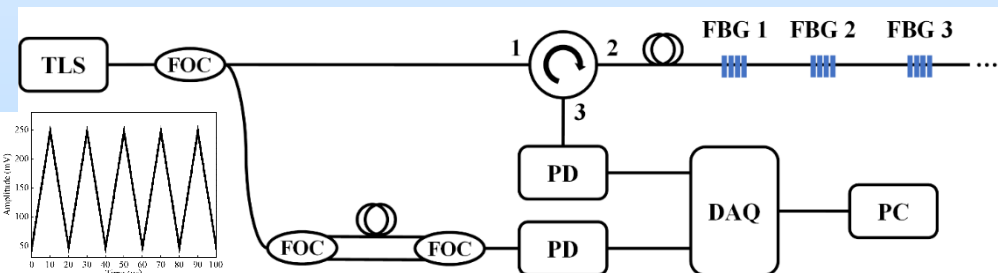 FBG 1 FBG 2 FBG 3
1 2
TLS FOC ...
3
250
200
150
100
50
Amplitude (mV)
PD
DAQ PC
FOC FOC PD
0 10 20 30 40 50 60 70 80 90 100